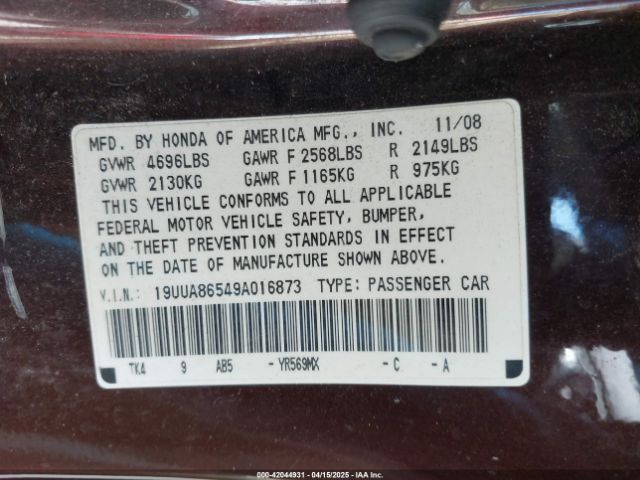 MFD. BY HONDA OF AMERICA MFG., INC. 11/08
GVWR 4696LBS GAWR F 2568LBS R 2149LBS
GVWR 2130KG GAWR F 1165KG R 975KG
THIS VEHICLE CONFORMS TO ALL APPLICABLE
FEDERAL MOTOR VEHICLE SAFETY, BUMPER,
AND THEFT PREVENTION STANDARDS IN EFFECT
ON THE DATE OF MANUFACTURE SHOWN ABOVE.
V.I.N.: 19UUA86549A016873 TYPE: PASSENGER CAR
TK4 9 AB5 -YR569MX -C -A
000-42044931 - 04/15/2025 - IAAI.COM